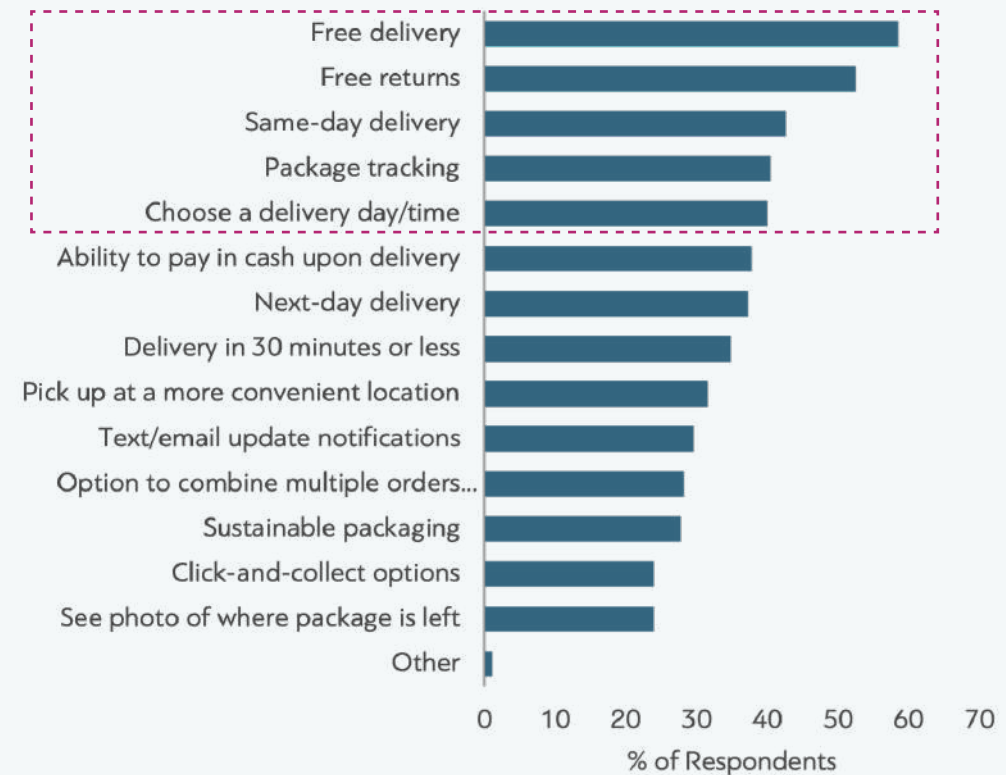 Free delivery
Free returns
Same-day delivery
Package tracking
Choose a delivery day/time
Ability to pay in cash upon delivery
Next-day delivery
Delivery in 30 minutes or less
Pick up at a more convenient location
Text/email update notifications
Option to combine multiple orders...
Sustainable packaging
Click-and-collect options
See photo of where package is left
Other
0 10 20 30 40 50 60 70
% of Respondents